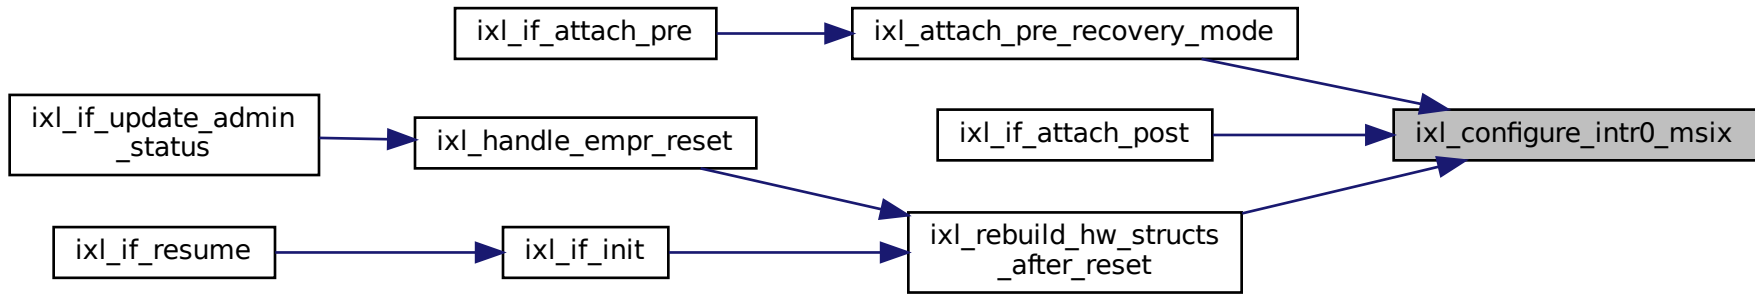 ixl_if_attach_pre
ixl_attach_pre_recovery_mode
ixl_if_update_admin
_status
ixl_handle_empr_reset
ixl_if_attach_post
ixl_configure_intr0_msix
ixl_if_resume
ixl_if_init
ixl_rebuild_hw_structs
_after_reset